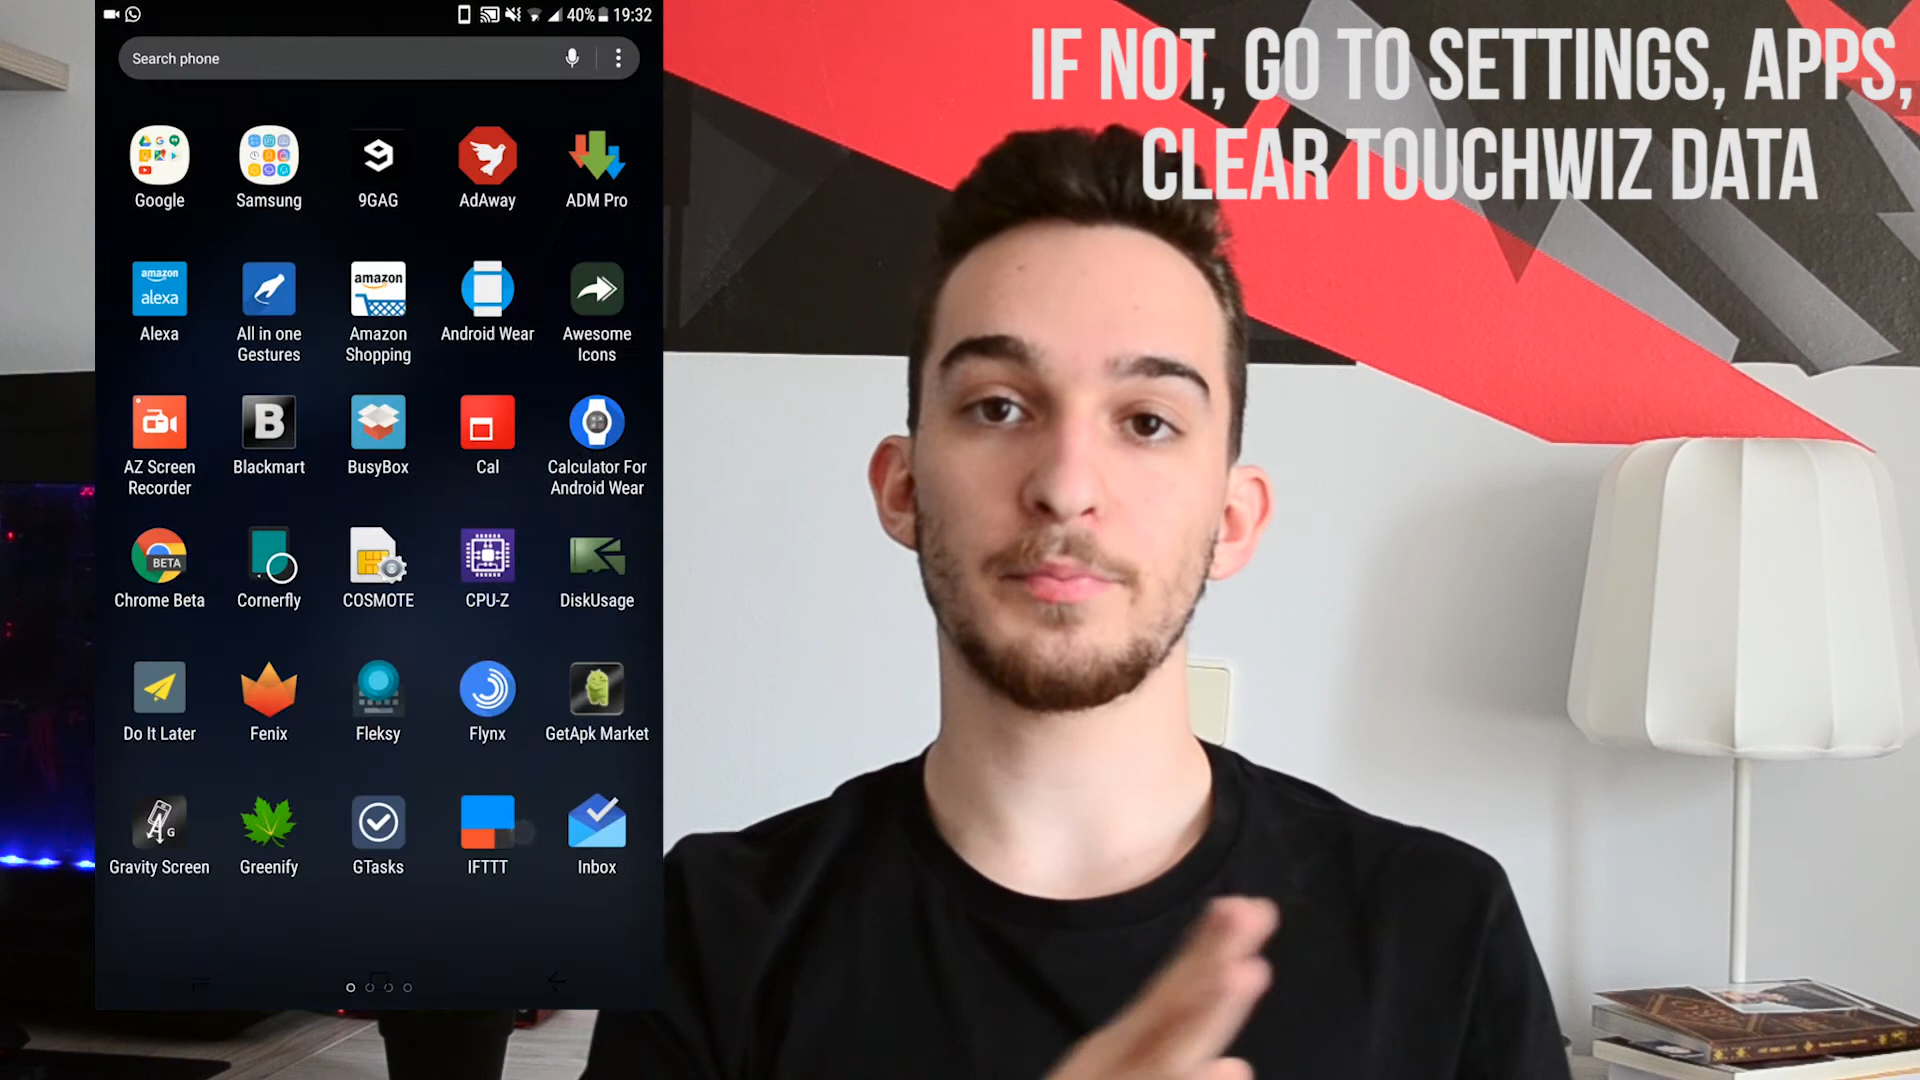 40% 19:32
Search phone
IF NOT, GO TO SETTINGS, APPS,
CLEAR TOUCHWIZ DATA
9
Google Samsung 9GAG AdAway ADM Pro
amazon
alexa
amazon
Alexa All in one Gestures Amazon Shopping Android Wear Awesome Icons
B
AZ Screen Recorder Blackmart BusyBox Cal Calculator For Android Wear
BETA
Chrome Beta Cornerfly COSMOTE CPU-Z DiskUsage
Do It Later Fenix Fleksy Flynx GetApk Market
G
Gravity Screen Greenify GTasks IFTTT Inbox